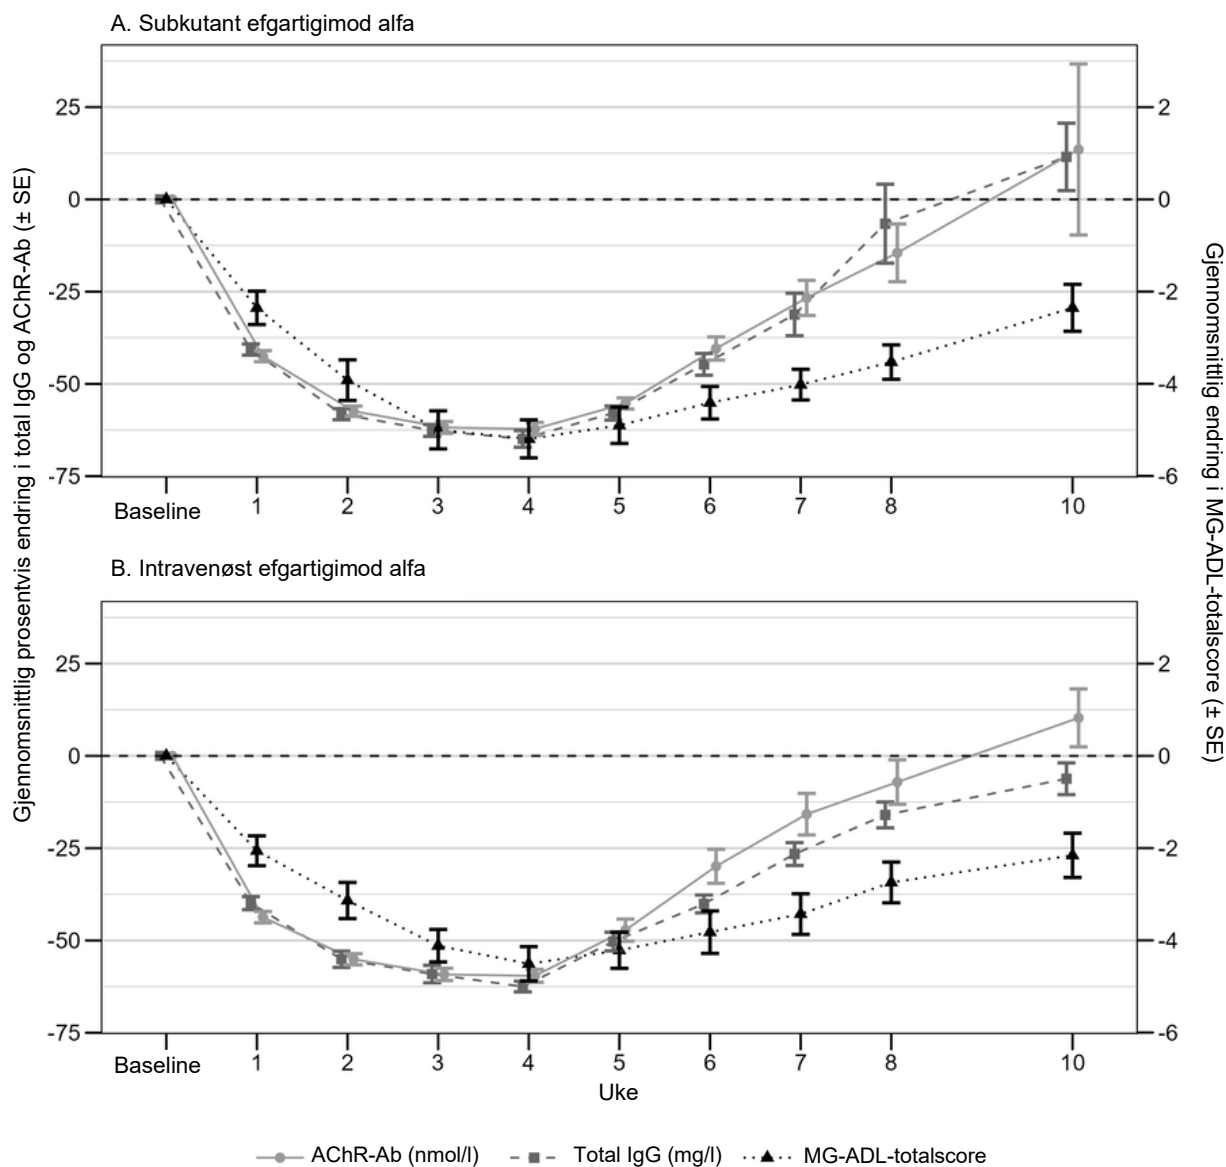 A. Subkutant efgartigimod alfa
Gjennomsnittlig prosentvis endring i total IgG og AChR-Ab (± SE)
Gjennomsnittlig endring i MG-ADL-totalscore (± SE)
25
0
-25
-50
-75
2
0
-2
-4
-6
Baseline 1 2 3 4 5 6 7 8 10
B. Intravenøst efgartigimod alfa
25
0
-25
-50
-75
2
0
-2
-4
-6
Baseline 1 2 3 4 5 6 7 8 10
Uke
AChR-Ab (nmol/l) Total IgG (mg/l) MG-ADL-totalscore